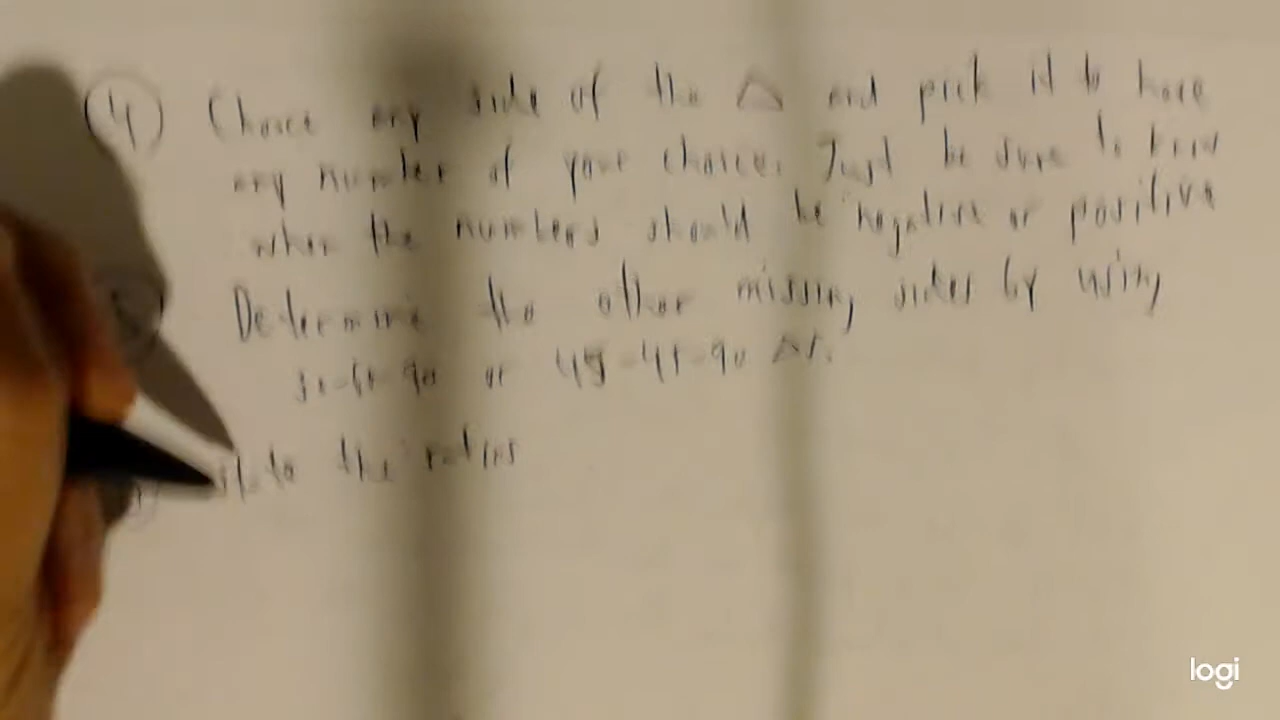 (4) Choose any side of the △ and pick it to have
any number of your choice. Just be sure to know
when the numbers should be negative or positive
Determine the other missing sides by using
30-60-90 or 45-45-90 △'s.
the ratios
logi